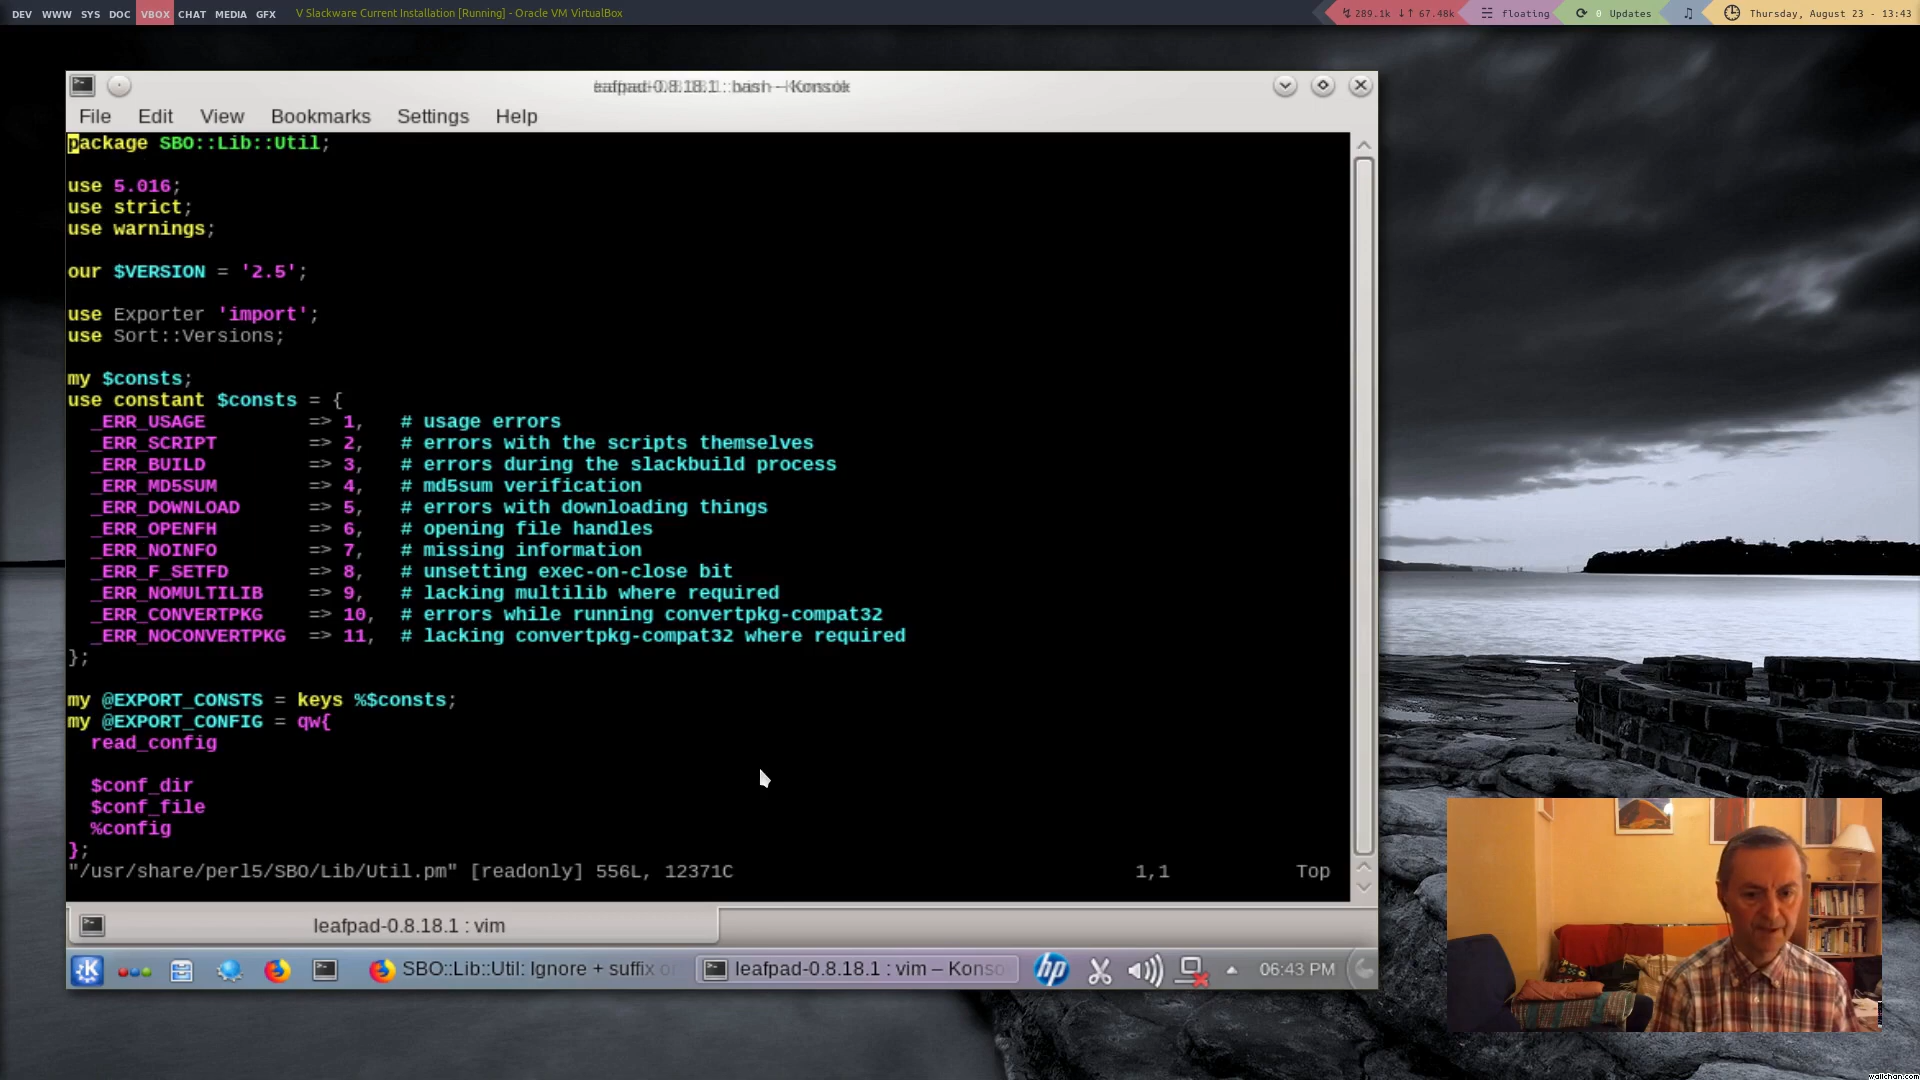 DEV WWW SYS DOC VBOX CHAT MEDIA GFX V Slackware Current Installation [Running] - Oracle VM VirtualBox 289.1k ↓↑ 67.48k floating 0 Updates Thursday, August 23 - 13:43
leafpad-0.8.18.1 : – Konsole
File Edit View Bookmarks Settings Help
package SBO::Lib::Util;
use 5.016;
use strict;
use warnings;
our $VERSION = '2.5';
use Exporter 'import';
use Sort::Versions;
my $consts;
use constant $consts = {
_ERR_USAGE => 1, # usage errors
_ERR_SCRIPT => 2, # errors with the scripts themselves
_ERR_BUILD => 3, # errors during the slackbuild process
_ERR_MD5SUM => 4, # md5sum verification
_ERR_DOWNLOAD => 5, # errors with downloading things
_ERR_OPENFH => 6, # opening file handles
_ERR_NOINFO => 7, # missing information
_ERR_F_SETFD => 8, # unsetting exec-on-close bit
_ERR_NOMULTILIB => 9, # lacking multilib where required
_ERR_CONVERTPKG => 10, # errors while running convertpkg-compat32
_ERR_NOCONVERTPKG => 11, # lacking convertpkg-compat32 where required
};
my @EXPORT_CONSTS = keys %$consts;
my @EXPORT_CONFIG = qw{
read_config
$conf_dir
$conf_file
%config
};
"/usr/share/perl5/SBO/Lib/Util.pm" [readonly] 556L, 12371C 1,1 Top
leafpad-0.8.18.1 : vim
SBO::Lib::Util: Ignore + suffix leafpad-0.8.18.1 : vim – Konso hp 06:43 PM
wallchan.com